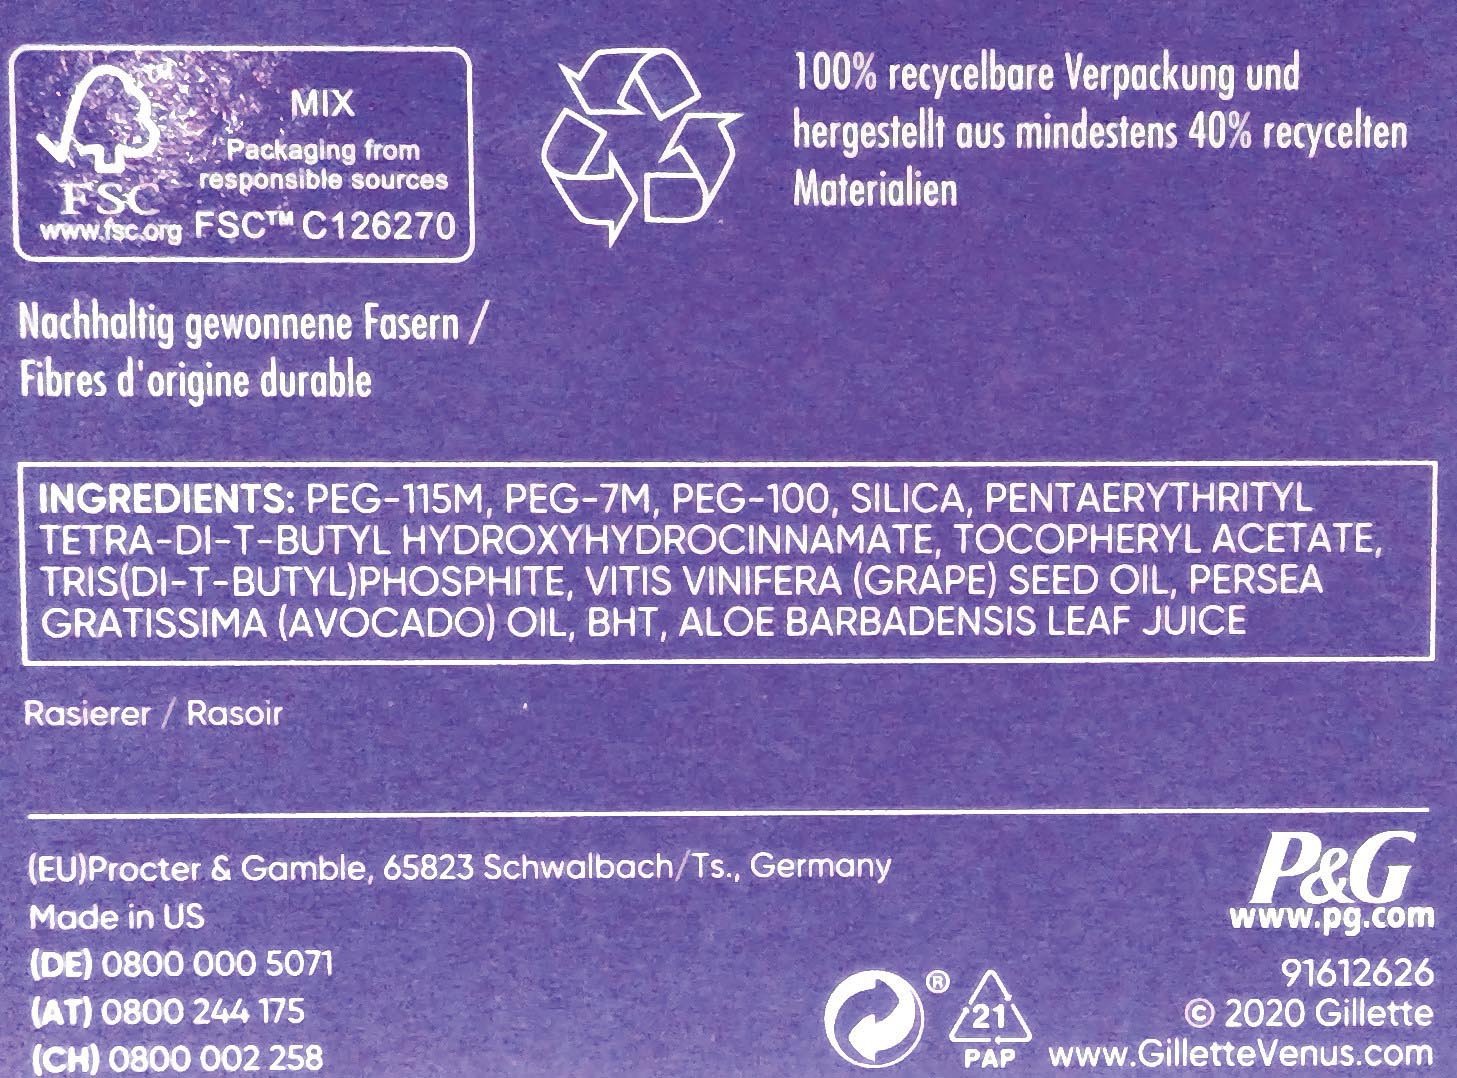 MIX
Packaging from
responsible sources
FSC
www.fsc.org
FSC™ C126270
100% recycelbare Verpackung und
hergestellt aus mindestens 40% recycelten
Materialien
Nachhaltig gewonnene Fasern /
Fibres d'origine durable
INGREDIENTS: PEG-115M, PEG-7M, PEG-100, SILICA, PENTAERYTHRITYL
TETRA-DI-T-BUTYL HYDROXYHYDROCINNAMATE, TOCOPHERYL ACETATE,
TRIS(DI-T-BUTYL)PHOSPHITE, VITIS VINIFERA (GRAPE) SEED OIL, PERSEA
GRATISSIMA (AVOCADO) OIL, BHT, ALOE BARBADENSIS LEAF JUICE
Rasierer / Rasoir
(EU)Procter & Gamble, 65823 Schwalbach/Ts., Germany
Made in US
(DE) 0800 000 5071
(AT) 0800 244 175
(CH) 0800 002 258
P&G
www.pg.com
91612626
© 2020 Gillette
www.GilletteVenus.com
®
21
PAP